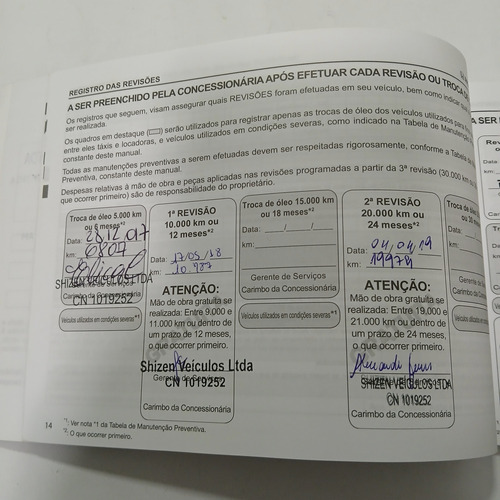 REGISTRO DAS REVISÕES
A SER PREENCHIDO PELA CONCESSIONÁRIA APÓS EFETUAR CADA REVISÃO OU TROCA
Os registros que seguem, visam assegurar quais REVISÕES foram efetuadas em seu veículo, bem como indicar
ser realizada.
Os quadros em destaque ( ) serão utilizados para registrar apenas as trocas de óleo dos veículos utilizados para
entre eles táxis e locadoras, e veículos utilizados em condições severas, como indicado na Tabela de
constante deste manual.
Todas as manutenções preventivas a serem efetuadas devem ser respeitadas rigorosamente, conforme a Tabela
Preventiva, constante deste manual.
Despesas relativas à mão de obra e peças aplicadas nas revisões programadas a partir da 3ª revisão (30.000 km
que ocorrer primeiro) são de responsabilidade do proprietário.
Troca de óleo 5.000 km
ou 6 meses*²
Data: 28.12.017
km: 6807
SHIZEN VEÍCULOS LTDA
CN 1019252
Veículos utilizados em condições severas*¹
1ª REVISÃO
10.000 km ou
12 meses*²
Data: 17/05/18
km: 10.987
ATENÇÃO:
Mão de obra gratuita se
realizada: Entre 9.000 e
11.000 km ou dentro de
um prazo de 12 meses,
o que ocorrer primeiro.
Shizen Veículos Ltda
CN 1019252
Carimbo da Concessionária
Troca de óleo 15.000 km
ou 18 meses*²
Data: / /
km:
Gerente de Serviços
Carimbo da Concessionária
Veículos utilizados em condições severas*¹
2ª REVISÃO
20.000 km ou
24 meses*²
Data: 04/04/19
km: 19979
ATENÇÃO:
Mão de obra gratuita se
realizada: Entre 19.000 e
21.000 km ou dentro de
um prazo de 24 meses,
o que ocorrer primeiro.
SHIZEN VEÍCULOS LTDA
CN 1019252
Carimbo da Concessionária
14
*¹. Ver nota *1 da Tabela de Manutenção Preventiva.
*². O que ocorrer primeiro.